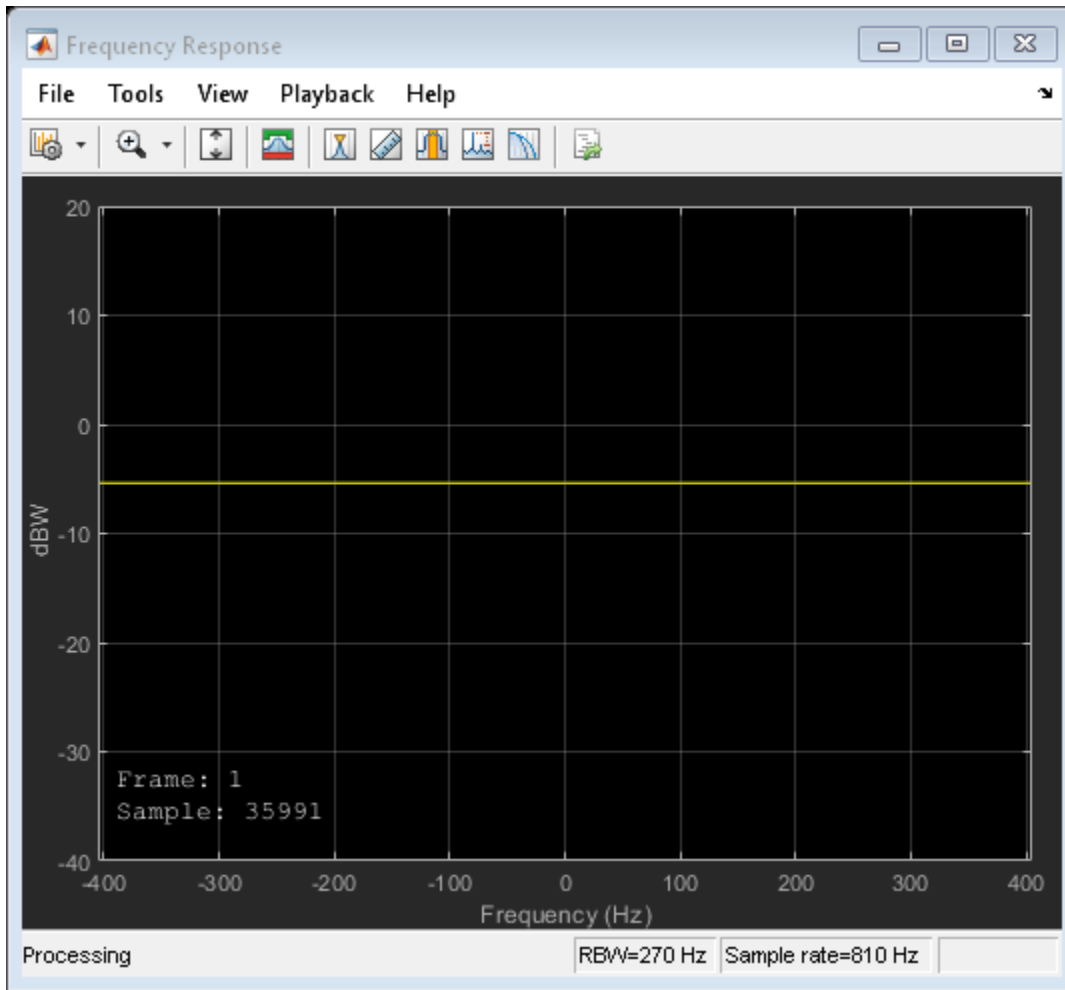 Frequency Response
File Tools View Playback Help
20
10
0
-10
-20
-30
-40
dBW
Frame: 1
Sample: 35991
-400 -300 -200 -100 0 100 200 300 400
Frequency (Hz)
Processing RBW=270 Hz Sample rate=810 Hz